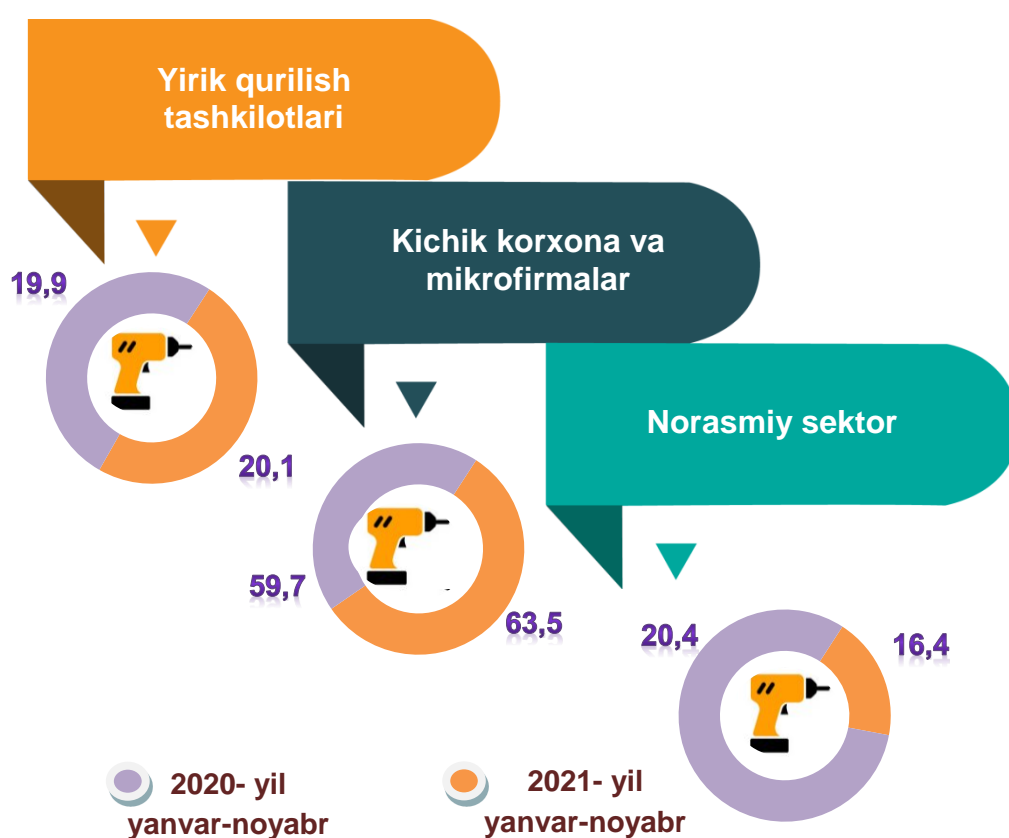 Yirik qurilish
tashkilotlari
Kichik korxona va
mikrofirmalar
19,9
Norasmiy sektor
20,1
59,7
63,5
20,4
16,4
2020- yil
yanvar-noyabr
2021- yil
yanvar-noyabr